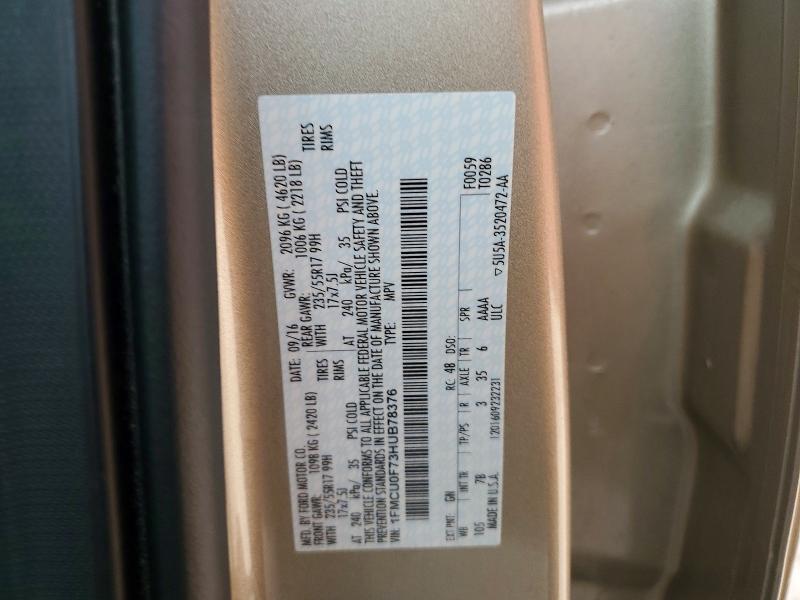 MFD. BY FORD MOTOR CO. DATE: 09/16 GVWR: 2096 KG ( 4620 LB)
FRONT GAWR: 1098 KG ( 2420 LB) REAR GAWR: 1006 KG ( 2218 LB)
WITH 235/55R17 99H TIRES WITH 235/55R17 99H TIRES
17x7.5J RIMS 17x7.5J RIMS
AT 240 kPa/ 35 PSI COLD AT 240 kPa/ 35 PSI COLD
THIS VEHICLE CONFORMS TO ALL APPLICABLE FEDERAL MOTOR VEHICLE SAFETY AND THEFT
PREVENTION STANDARDS IN EFFECT ON THE DATE OF MANUFACTURE SHOWN ABOVE.
VIN: 1FMCU0F73HUB78376 TYPE: MPV
F0059
EXT PNT: GN RC: 48 DSO: T0286
WB INT TR TP/PS R AXLE TR SPR
105 7B 3 35 6 AAAA
MADE IN U.S.A. 1201609232231 ULC ▽5U5A-3520472-AA